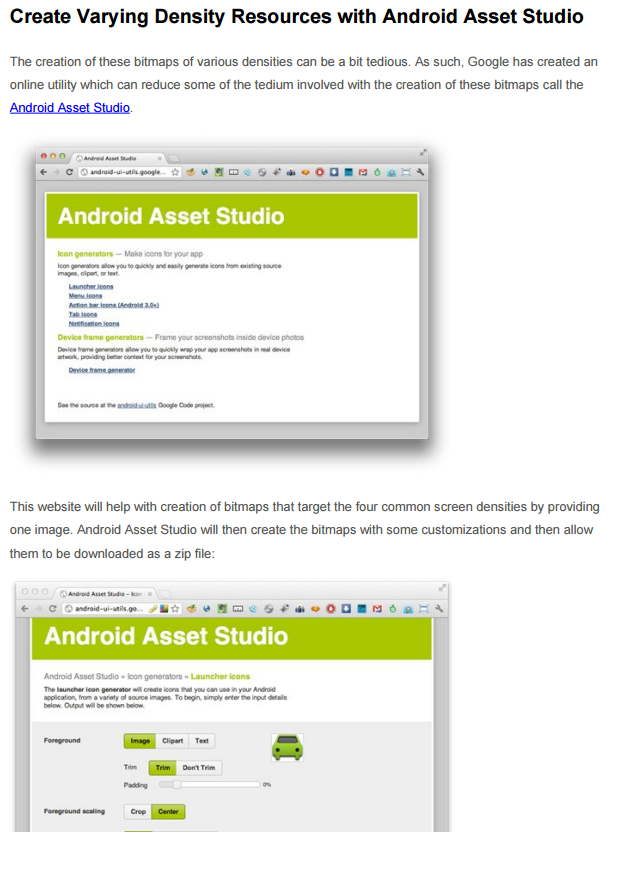 Create Varying Density Resources with Android Asset Studio
The creation of these bitmaps of various densities can be a bit tedious. As such, Google has created an
online utility which can reduce some of the tedium involved with the creation of these bitmaps call the
Android Asset Studio.
Android Asset Studio
android-ui-utils.google...
Android Asset Studio
Icon generators — Make icons for your app
Icon generators allow you to quickly and easily generate icons from existing source
images, clipart, or text.
Launcher icons
Menu icons
Action bar icons (Android 3.0+)
Tab icons
Notification icons
Device frame generators — Frame your screenshots inside device photos
Device frame generators allow you to quickly wrap your app screenshots in real device
artwork, providing better context for your screenshots.
Device frame generator
See the source at the android-ui-utils Google Code project.
This website will help with creation of bitmaps that target the four common screen densities by providing
one image. Android Asset Studio will then create the bitmaps with some customizations and then allow
them to be downloaded as a zip file:
Android Asset Studio - Icon
android-ui-utils.go...
Android Asset Studio
Android Asset Studio » Icon generators » Launcher icons
The launcher icon generator will create icons that you can use in your Android
application, from a variety of source images. To begin, simply enter the input details
below. Output will be shown below.
Foreground Image Clipart Text
Trim Trim Don't Trim
Padding 0%
Foreground scaling Crop Center